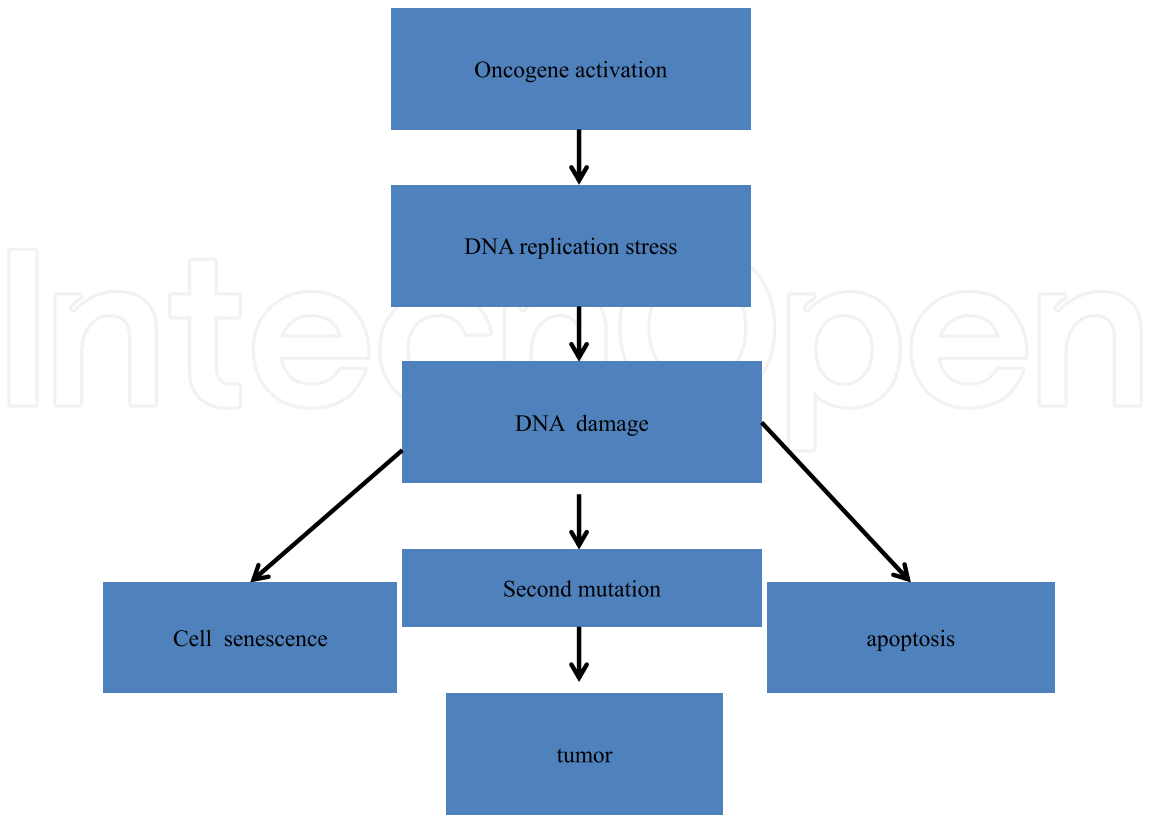 Oncogene activation
DNA replication stress
IntechOpen
DNA  damage
Second mutation
Cell  senescence
apoptosis
tumor